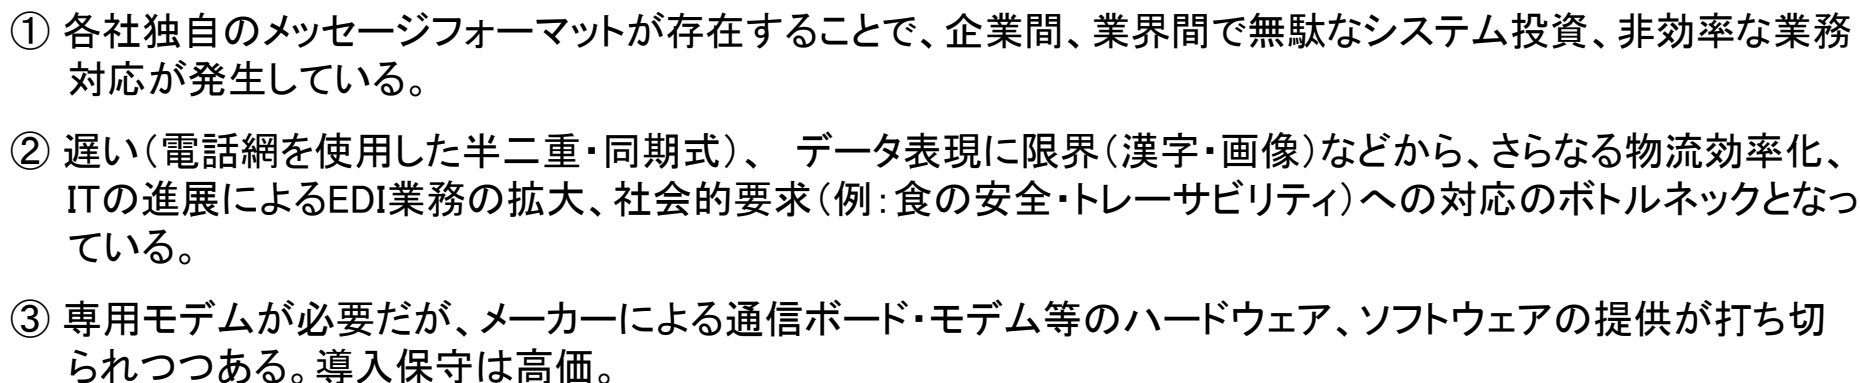 ① 各社独自のメッセージフォーマットが存在することで、企業間、業界間で無駄なシステム投資、非効率な業務
対応が発生している。
② 遅い（電話網を使用した半二重・同期式）、 データ表現に限界（漢字・画像）などから、さらなる物流効率化、
ITの進展によるEDI業務の拡大、社会的要求（例：食の安全・トレーサビリティ）への対応のボトルネックとなっ
ている。
③ 専用モデムが必要だが、メーカーによる通信ボード・モデム等のハードウェア、ソフトウェアの提供が打ち切
られつつある。導入保守は高価。